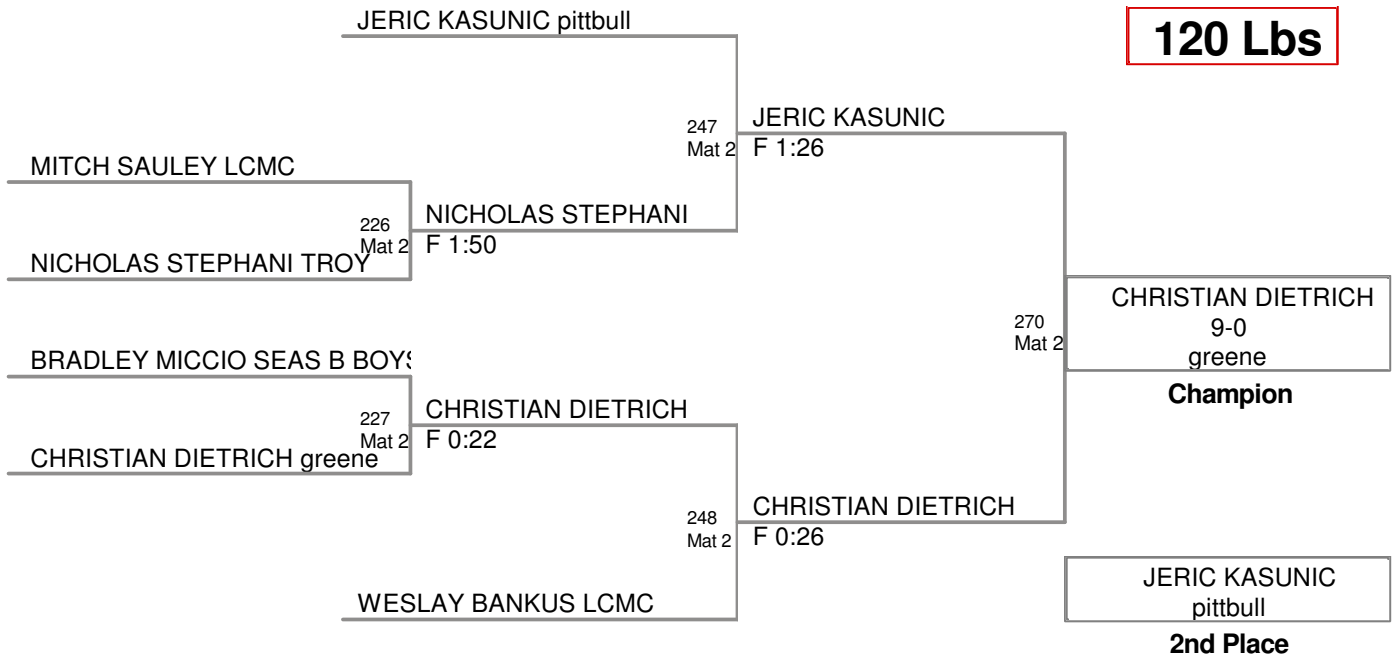 JERIC KASUNIC pittbull
120 Lbs
247
Mat 2
JERIC KASUNIC
F 1:26
MITCH SAULEY LCMC
226
Mat 2
NICHOLAS STEPHANI
F 1:50
NICHOLAS STEPHANI TROY
270
Mat 2
CHRISTIAN DIETRICH
9-0
greene
Champion
BRADLEY MICCIO SEAS B BOYS
227
Mat 2
CHRISTIAN DIETRICH
F 0:22
CHRISTIAN DIETRICH greene
248
Mat 2
CHRISTIAN DIETRICH
F 0:26
WESLAY BANKUS LCMC
JERIC KASUNIC
pittbull
2nd Place